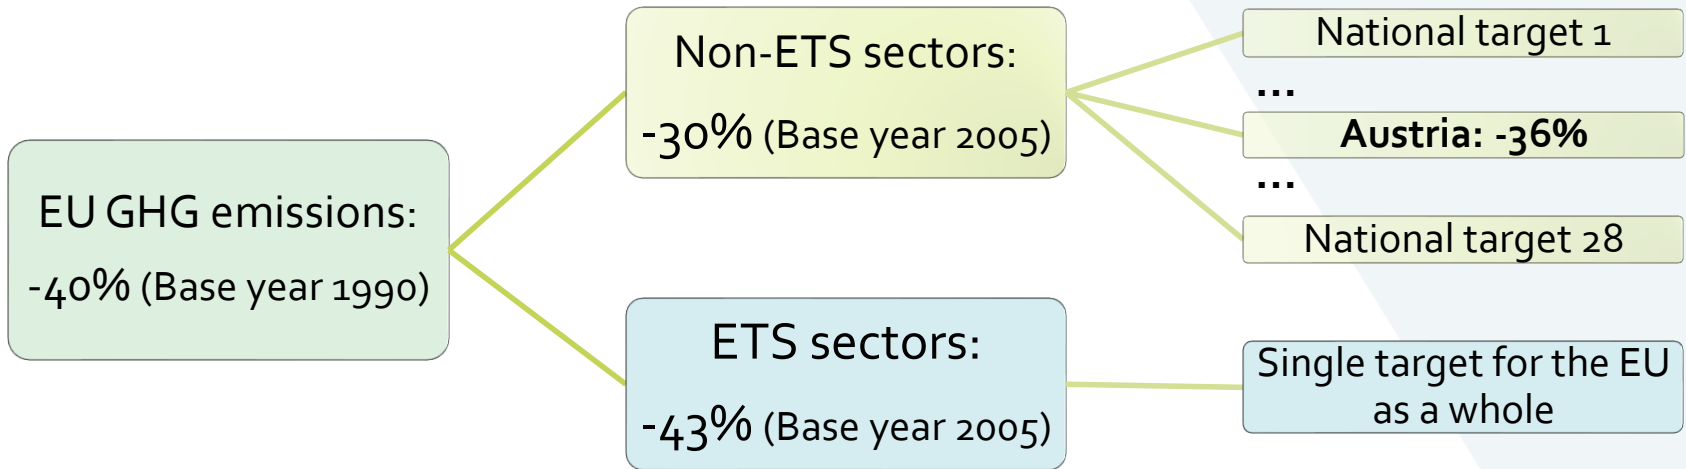 EU GHG emissions:
-40% (Base year 1990)
Non-ETS sectors:
-30% (Base year 2005)
ETS sectors:
-43% (Base year 2005)
National target 1
...
Austria: -36%
...
National target 28
Single target for the EU
as a whole